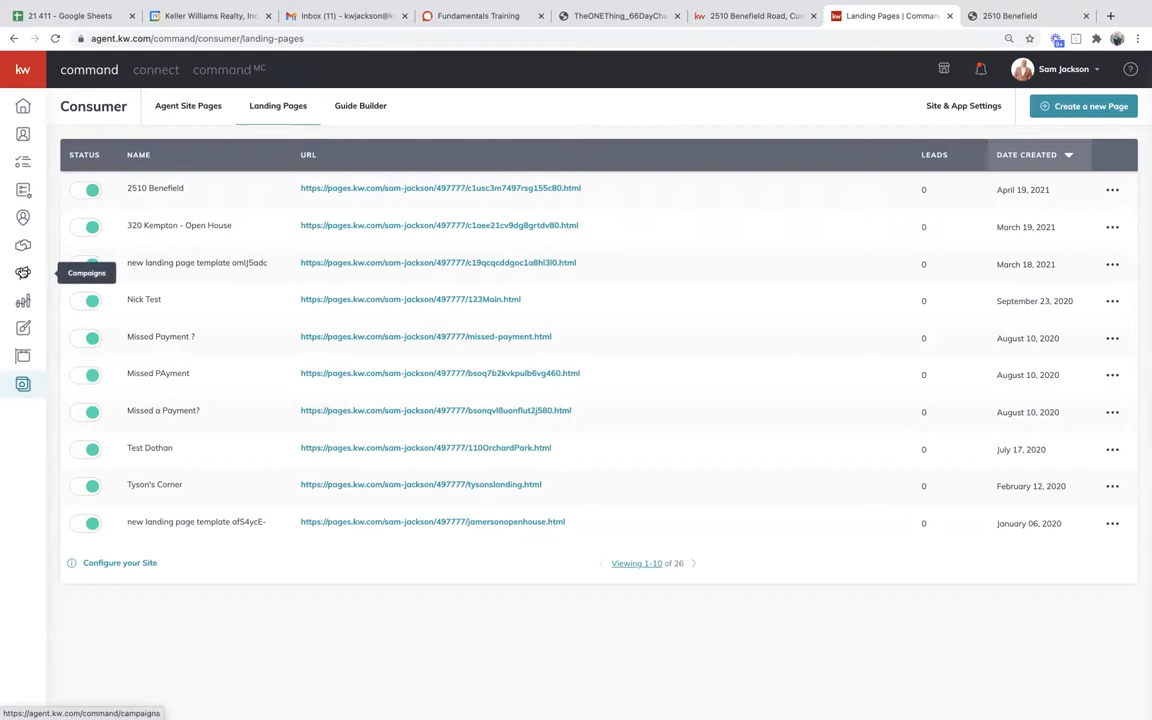 21 411 - Google Sheets
Keller Williams Realty, Inc
Inbox (11) - kwjackson@k
Fundamentals Training
TheONEThing_66DayCha
kw 2510 Benefield Road, Cum
kw Landing Pages | Comman
2510 Benefield
agent.kw.com/command/consumer/landing-pages
kw command connect command MC
Sam Jackson
Consumer
Agent Site Pages
Landing Pages
Guide Builder
Site & App Settings
Create a new Page
STATUS NAME URL LEADS DATE CREATED
2510 Benefield https://pages.kw.com/sam-jackson/497777/c1usc3m7497rsg155c80.html 0 April 19, 2021
320 Kempton - Open House https://pages.kw.com/sam-jackson/497777/c1aee21cv9dg8grtdv80.html 0 March 19, 2021
new landing page template omlJ5adc https://pages.kw.com/sam-jackson/497777/c19qcqcddgoc1a8hl3l0.html 0 March 18, 2021
Campaigns
Nick Test https://pages.kw.com/sam-jackson/497777/123Main.html 0 September 23, 2020
Missed Payment ? https://pages.kw.com/sam-jackson/497777/missed-payment.html 0 August 10, 2020
Missed PAyment https://pages.kw.com/sam-jackson/497777/bsoq7b2kvkpulb6vg460.html 0 August 10, 2020
Missed a Payment? https://pages.kw.com/sam-jackson/497777/bsonqvl8uonflut2j580.html 0 August 10, 2020
Test Dothan https://pages.kw.com/sam-jackson/497777/110OrchardPark.html 0 July 17, 2020
Tyson's Corner https://pages.kw.com/sam-jackson/497777/tysonslanding.html 0 February 12, 2020
new landing page template afS4ycE- https://pages.kw.com/sam-jackson/497777/jamersonopenhouse.html 0 January 06, 2020
Configure your Site
Viewing 1-10 of 26
https://agent.kw.com/command/campaigns